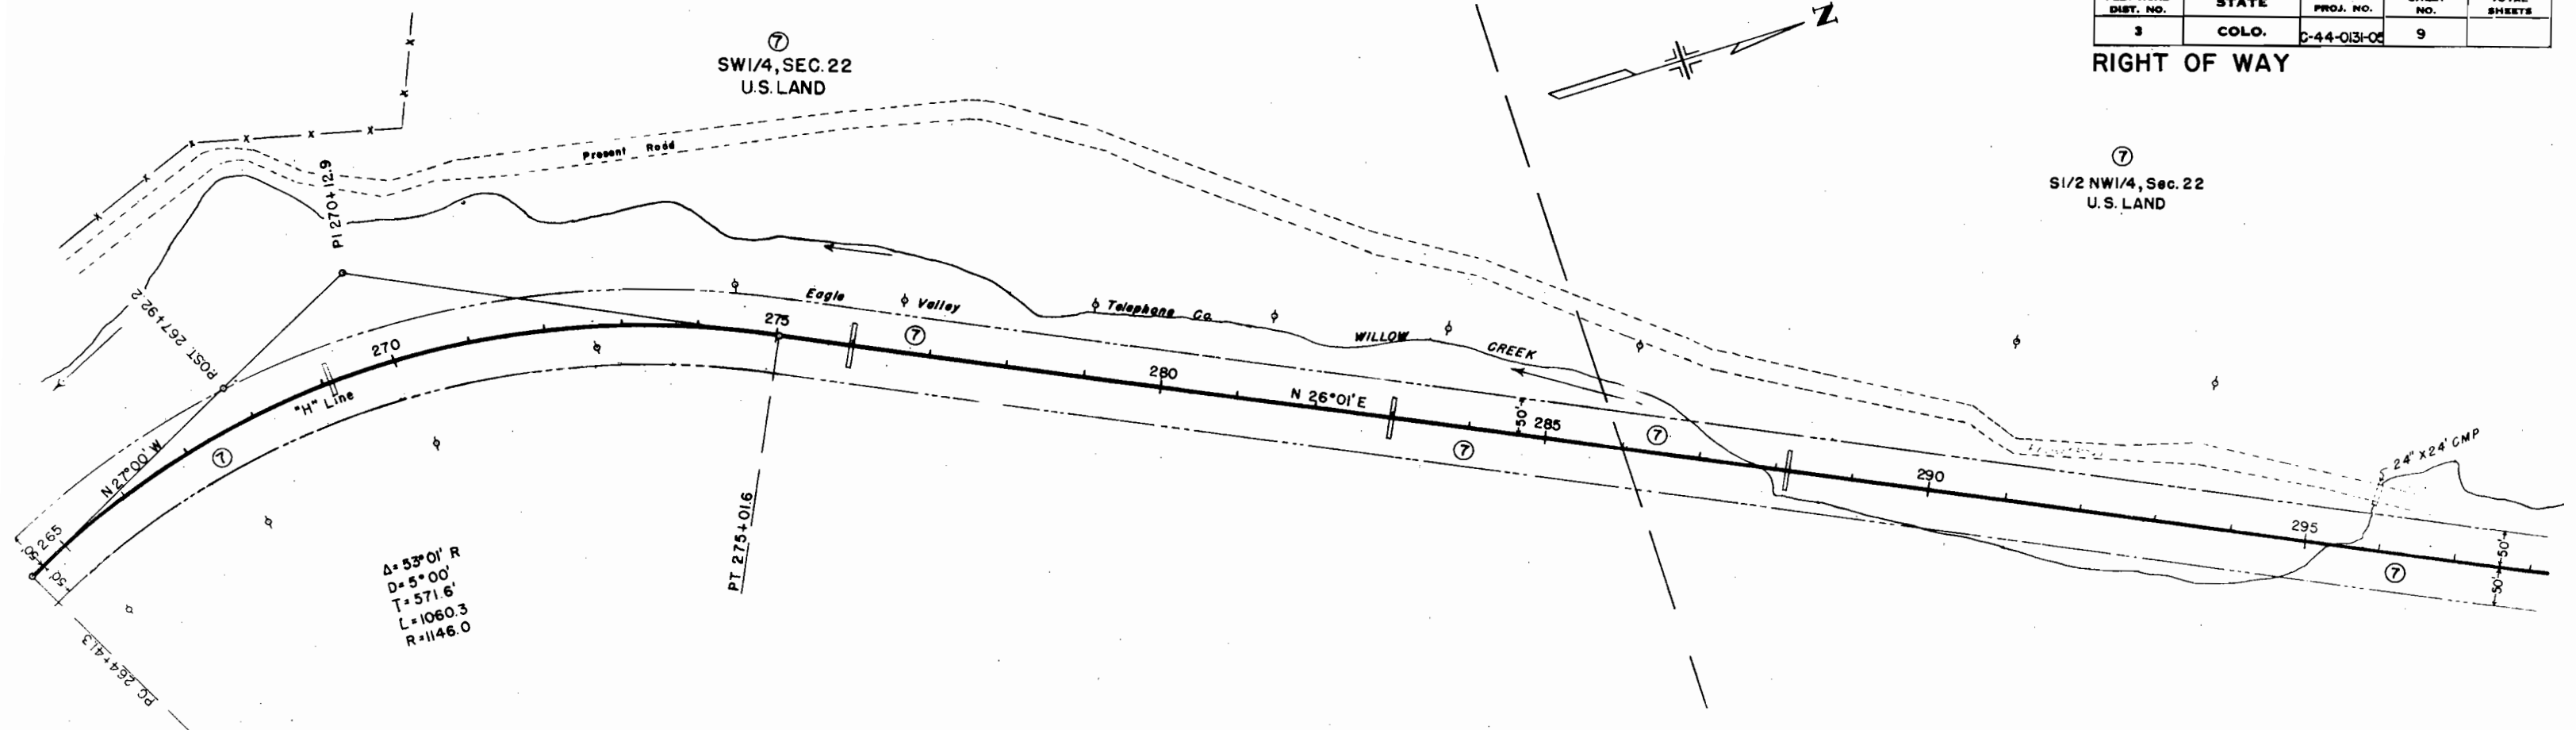 DIST. NO.
STATE
PROJ. NO.
NO.
SHEETS
3
COLO.
C-44-0131-05
9
RIGHT OF WAY
N
7
SW1/4, SEC. 22
U.S. LAND
7
S1/2 NW1/4, Sec. 22
U.S. LAND
Present Road
PI 270+12.9
P.O.S.T. 267+92.2
Eagle Valley Telephone Co.
WILLOW CREEK
275
7
270
280
"H" Line
N 26°01' E
50'
285
7
7
7
N 27°00' W
290
24" X 24' CMP
295
50'
50'
7
265
50'
50'
PT 275+01.6
Δ = 53°01' R
D = 5°00'
T = 571.6'
L = 1060.3
R = 1146.0
PC 264+41.3